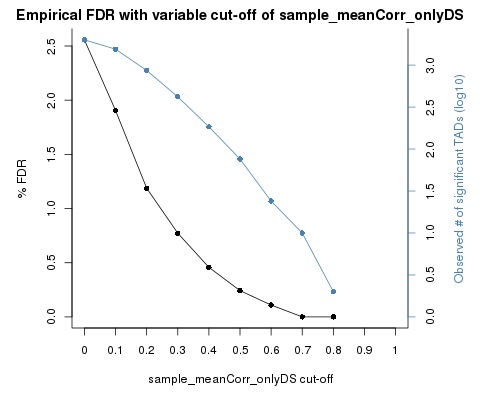 Empirical FDR with variable cut-off of sample_meanCorr_onlyDS
% FDR
2.5
2.0
1.5
1.0
0.5
0.0
0 0.1 0.2 0.3 0.4 0.5 0.6 0.7 0.8 0.9 1
sample_meanCorr_onlyDS cut-off
3.0
2.5
2.0
1.5
1.0
0.5
0.0
Observed # of significant TADs (log10)